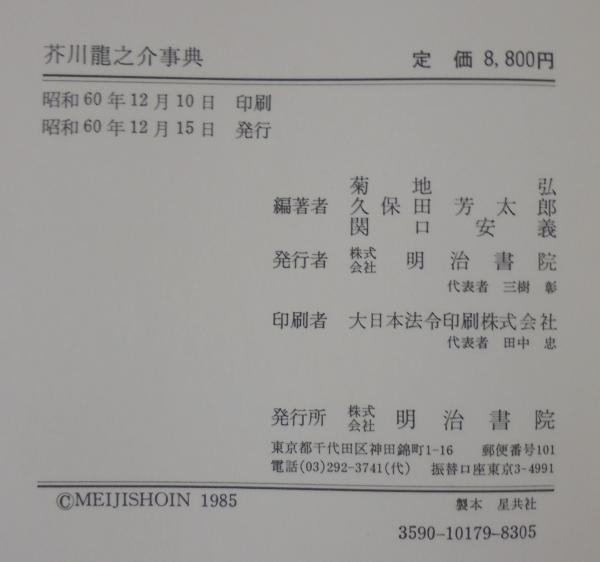 芥川龍之介事典 定価 8,800円
昭和60年12月10日 印刷
昭和60年12月15日 発行
菊地弘
編著者 久保田芳太郎
関口安義
発行者 株式会社 明治書院
代表者 三樹 彰
印刷者 大日本法令印刷株式会社
代表者 田中 忠
発行所 株式会社 明治書院
東京都千代田区神田錦町1-16 郵便番号101
電話(03)292-3741(代) 振替口座東京3-4991
©MEIJISHOIN 1985 製本 星共社
3590-10179-8305